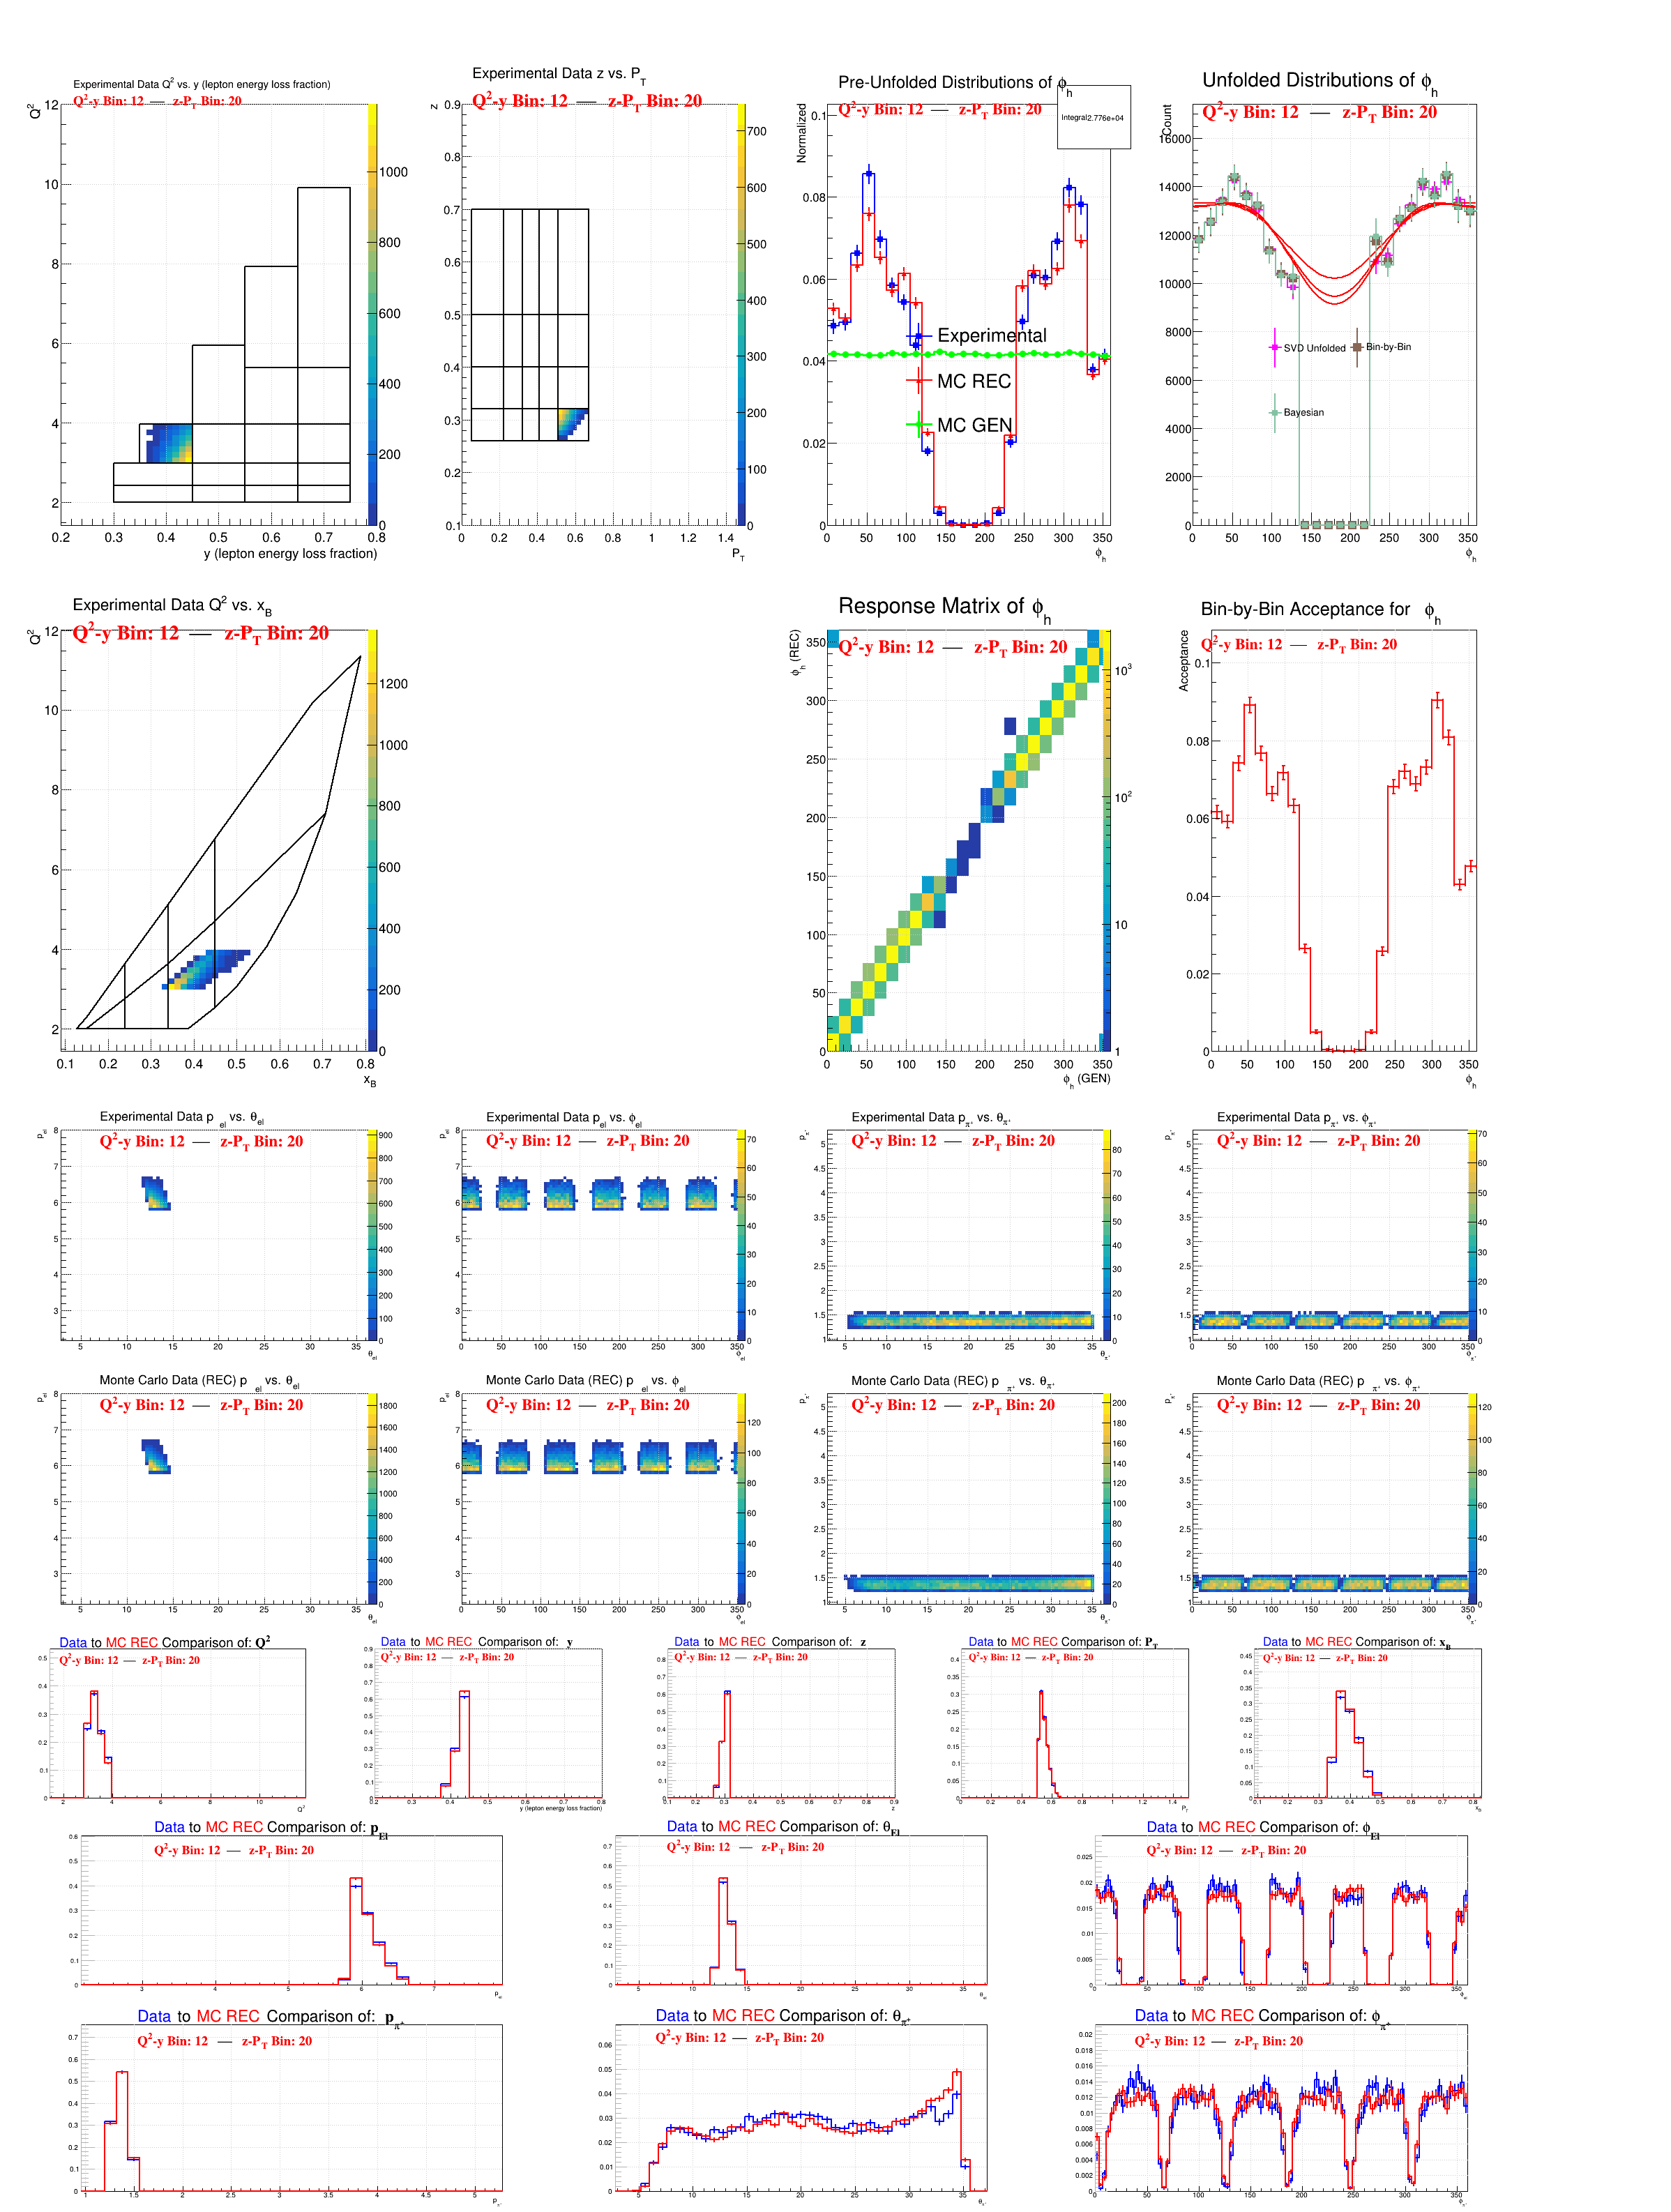 Experimental Data Q² vs. y (lepton energy loss fraction)
Q²-y Bin: 12 — z-P_T Bin: 20
y (lepton energy loss fraction)
Experimental Data z vs. P_T
Q²-y Bin: 12 — z-P_T Bin: 20
P_T
Pre-Unfolded Distributions of φ_h
Q²-y Bin: 12 — z-P_T Bin: 20
Integral 2.776e+04
Normalized
Experimental
MC REC
MC GEN
φ_h
Unfolded Distributions of φ_h
Q²-y Bin: 12 — z-P_T Bin: 20
Count
SVD Unfolded
Bin-by-Bin
Bayesian
φ_h
Experimental Data Q² vs. x_B
Q²-y Bin: 12 — z-P_T Bin: 20
x_B
Response Matrix of φ_h
Q²-y Bin: 12 — z-P_T Bin: 20
φ_h (REC)
φ_h (GEN)
Bin-by-Bin Acceptance for φ_h
Q²-y Bin: 12 — z-P_T Bin: 20
Acceptance
φ_h
Experimental Data p_el vs. θ_el
Q²-y Bin: 12 — z-P_T Bin: 20
Experimental Data p_el vs. φ_el
Q²-y Bin: 12 — z-P_T Bin: 20
Experimental Data p_π⁺ vs. θ_π⁺
Q²-y Bin: 12 — z-P_T Bin: 20
Experimental Data p_π⁺ vs. φ_π⁺
Q²-y Bin: 12 — z-P_T Bin: 20
Monte Carlo Data (REC) p_el vs. θ_el
Q²-y Bin: 12 — z-P_T Bin: 20
Monte Carlo Data (REC) p_el vs. φ_el
Q²-y Bin: 12 — z-P_T Bin: 20
Monte Carlo Data (REC) p_π⁺ vs. θ_π⁺
Q²-y Bin: 12 — z-P_T Bin: 20
Monte Carlo Data (REC) p_π⁺ vs. φ_π⁺
Q²-y Bin: 12 — z-P_T Bin: 20
Data to MC REC Comparison of: Q²
Q²-y Bin: 12 — z-P_T Bin: 20
Data to MC REC Comparison of: y
Q²-y Bin: 12 — z-P_T Bin: 20
y (lepton energy loss fraction)
Data to MC REC Comparison of: z
Q²-y Bin: 12 — z-P_T Bin: 20
Data to MC REC Comparison of: P_T
Q²-y Bin: 12 — z-P_T Bin: 20
Data to MC REC Comparison of: x_B
Q²-y Bin: 12 — z-P_T Bin: 20
Data to MC REC Comparison of: p_El
Q²-y Bin: 12 — z-P_T Bin: 20
Data to MC REC Comparison of: θ_El
Q²-y Bin: 12 — z-P_T Bin: 20
Data to MC REC Comparison of: φ_El
Q²-y Bin: 12 — z-P_T Bin: 20
Data to MC REC Comparison of: p_π⁺
Q²-y Bin: 12 — z-P_T Bin: 20
Data to MC REC Comparison of: θ_π⁺
Q²-y Bin: 12 — z-P_T Bin: 20
Data to MC REC Comparison of: φ_π⁺
Q²-y Bin: 12 — z-P_T Bin: 20